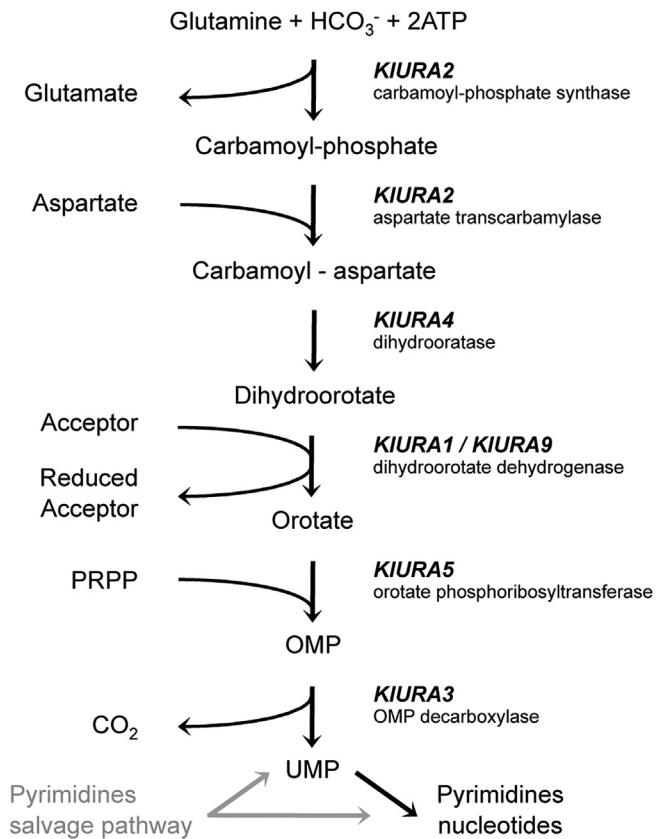 Glutamine + HCO₃⁻ + 2ATP
KIURA2
Glutamate
carbamoyl-phosphate synthase
Carbamoyl-phosphate
KIURA2
Aspartate
aspartate transcarbamylase
Carbamoyl - aspartate
KIURA4
dihydrooratase
Dihydroorotate
Acceptor
KIURA1 / KIURA9
dihydroorotate dehydrogenase
Reduced
Acceptor
Orotate
KIURA5
PRPP
orotate phosphoribosyltransferase
OMP
KIURA3
OMP decarboxylase
CO₂
UMP
Pyrimidines
salvage pathway
Pyrimidines
nucleotides